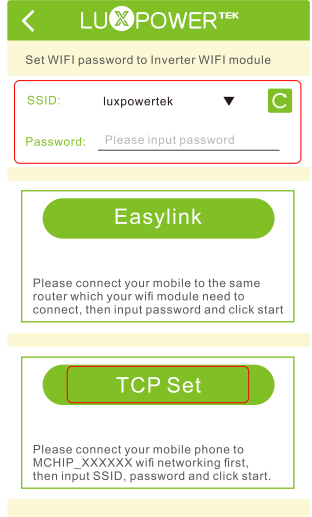 LUXPOWERTEK
Set WIFI password to Inverter WIFI module
SSID: luxpowertek
Password: Please input password
Easylink
Please connect your mobile to the same
router which your wifi module need to
connect, then input password and click start
TCP Set
Please connect your mobile phone to
MCHIP_XXXXXX wifi networking first,
then input SSID, password and click start.